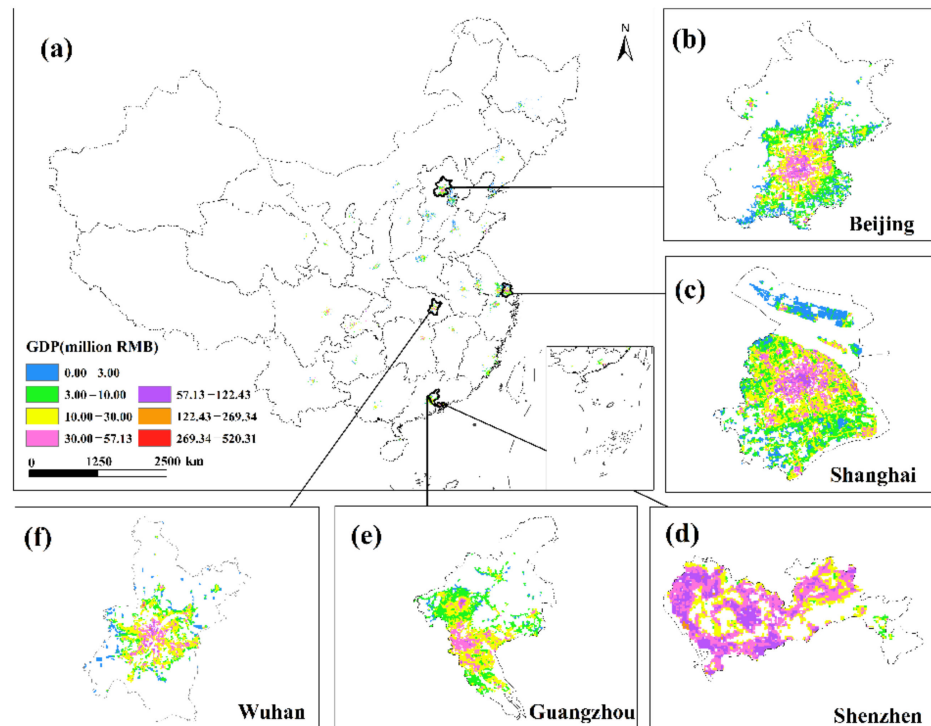 (a)
N
(b)
Beijing
(c)
Shanghai
GDP(million RMB)
0.00－3.00
3.00－10.00
10.00－30.00
30.00－57.13
57.13－122.43
122.43－269.34
269.34－520.31
0 1250 2500 km
(f)
Wuhan
(e)
Guangzhou
(d)
Shenzhen